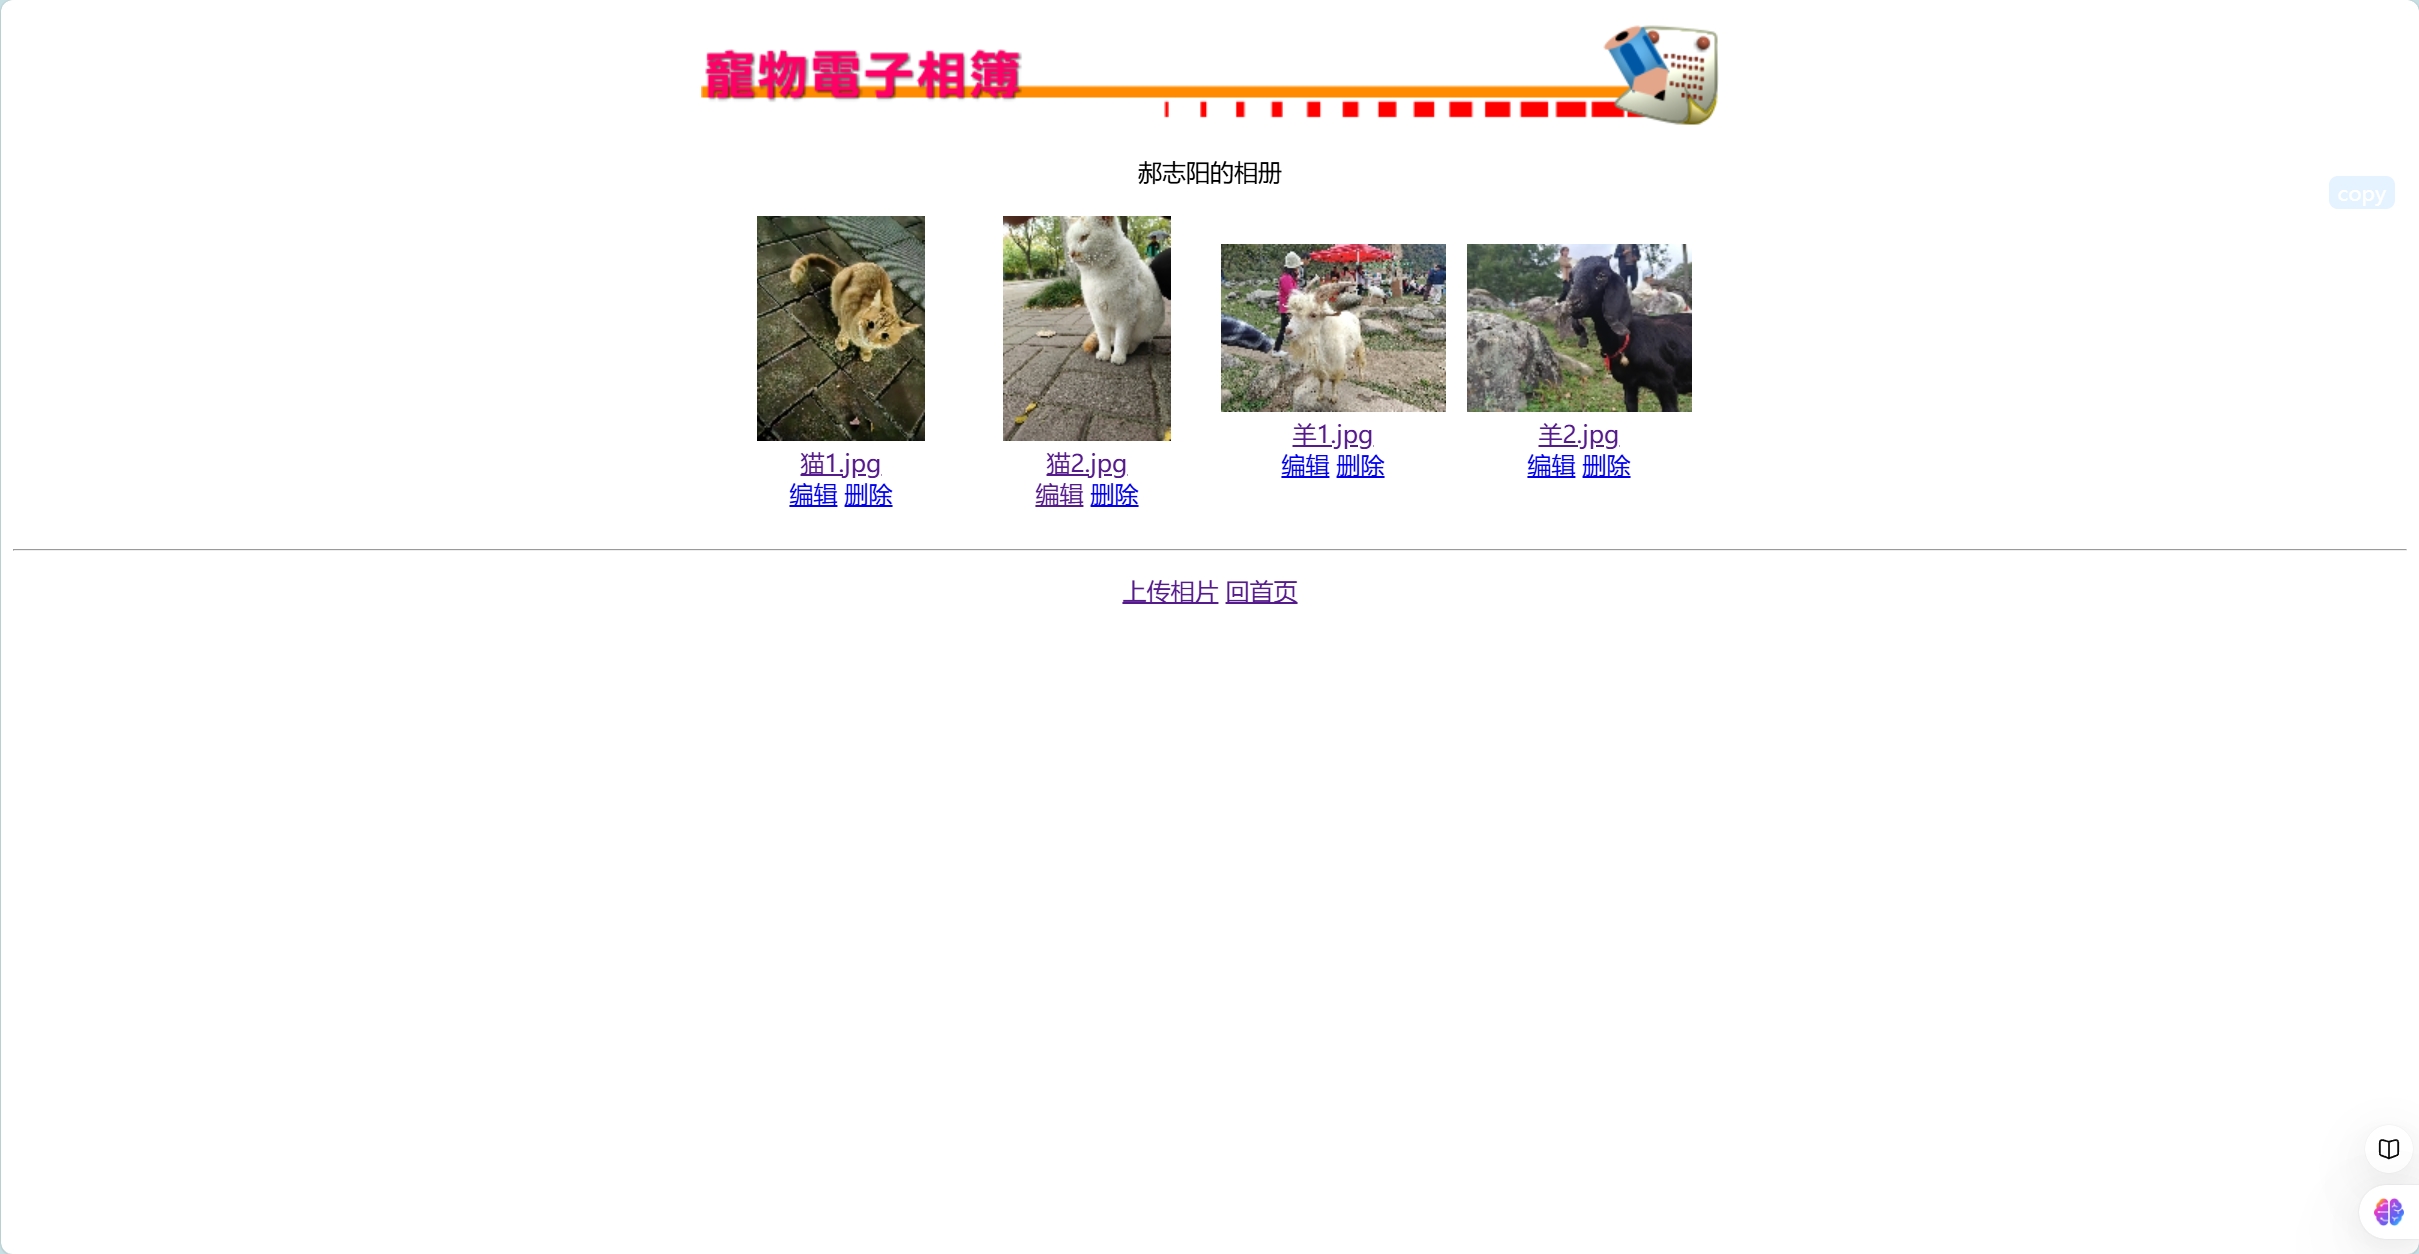 寵物電子相簿
郝志阳的相册
copy
猫1.jpg
编辑 删除
猫2.jpg
编辑 删除
羊1.jpg
编辑 删除
羊2.jpg
编辑 删除
上传相片 回首页